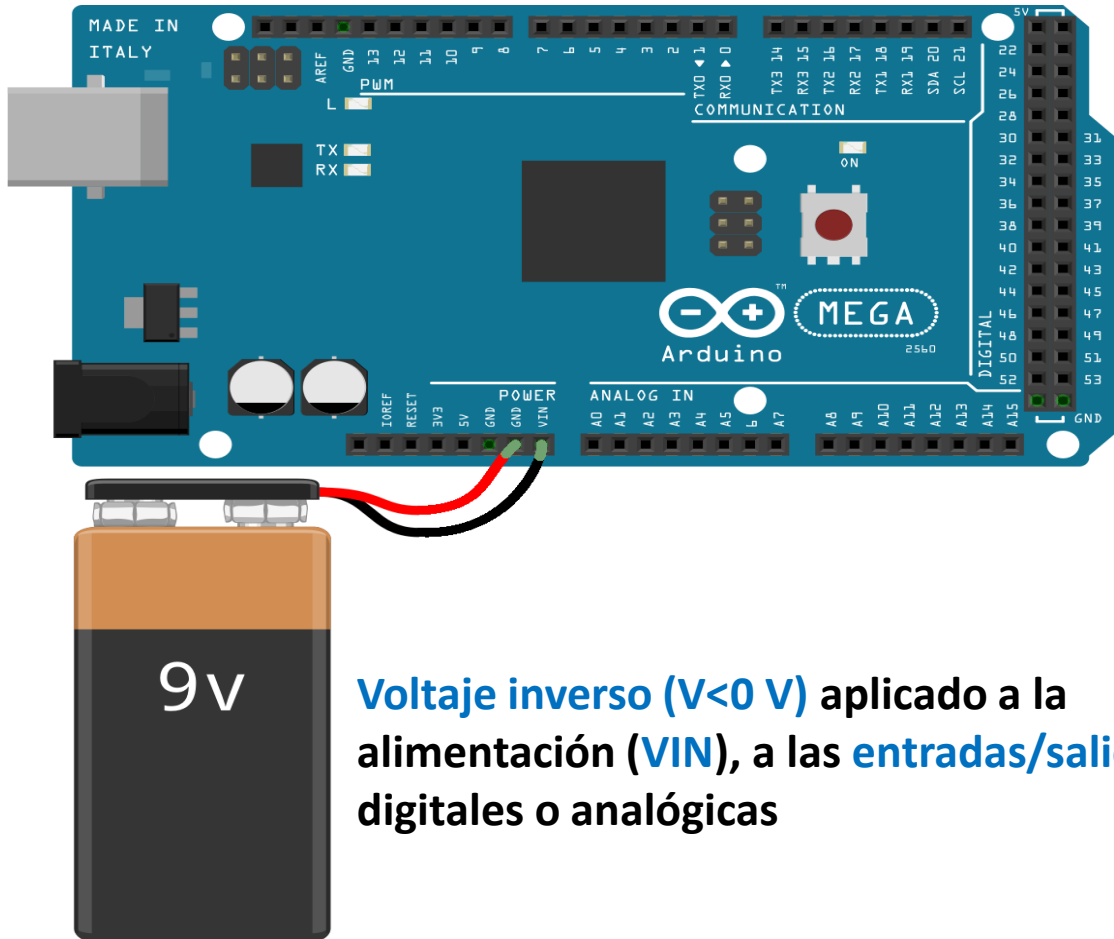 MADE IN
ITALY
AREF
GND
13
12
11
10
9
8
7
6
5
4
3
2
TX0 ◄ 1
RX0 ► 0
TX3 14
RX3 15
TX2 16
RX2 17
TX1 18
RX1 19
SDA 20
SCL 21
5V
PWM
COMMUNICATION
L
TX
RX
ON
22
24
26
28
30 31
32 33
34 35
36 37
38 39
40 41
42 43
44 45
46 47
48 49
50 51
52 53
GND
DIGITAL
Arduino
TM
MEGA
2560
POWER
ANALOG IN
IOREF
RESET
3V3
5V
GND
GND
VIN
A0
A1
A2
A3
A4
A5
6
A7
A8
A9
A10
A11
A12
A13
A14
A15
9v
Voltaje inverso (V<0 V) aplicado a la
alimentación (VIN), a las entradas/sali
digitales o analógicas